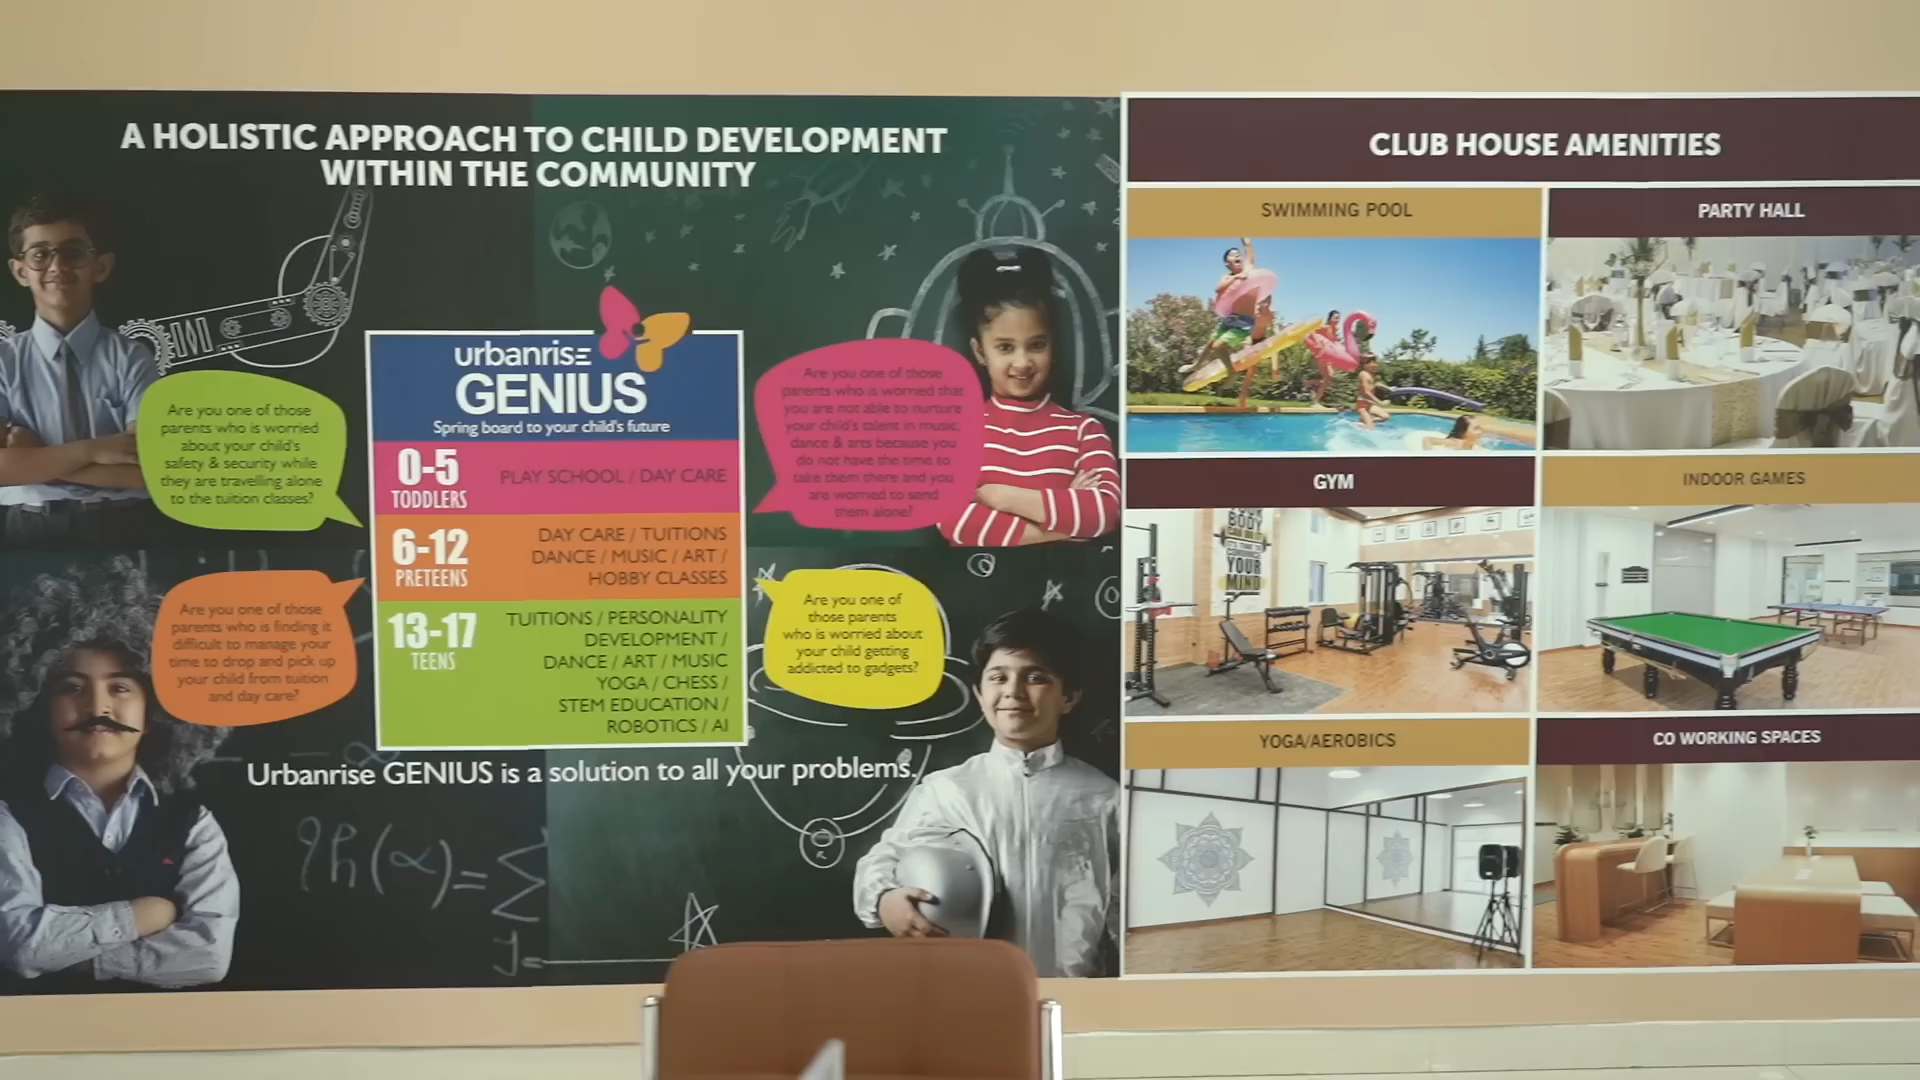 A HOLISTIC APPROACH TO CHILD DEVELOPMENT
WITHIN THE COMMUNITY
Are you one of those
parents who is worried
about your child's
safety & security while
they are travelling alone
to the tuition classes?
urbanrise
GENIUS
Spring board to your child's future
0-5
TODDLERS
PLAY SCHOOL / DAY CARE
6-12
PRETEENS
DAY CARE / TUITIONS
DANCE / MUSIC / ART /
HOBBY CLASSES
13-17
TEENS
TUITIONS / PERSONALITY
DEVELOPMENT /
DANCE / ART / MUSIC
YOGA / CHESS /
STEM EDUCATION /
ROBOTICS / AI
Are you one of those
parents who is worried that
you are not able to nurture
your child's talent in music,
dance & arts because you
do not have the time to
take them there and you
are worried to send
them alone?
Are you one of those
parents who is finding it
difficult to manage your
time to drop and pick up
your child from tuition
and day care?
Are you one of
those parents
who is worried about
your child getting
addicted to gadgets?
Urbanrise GENIUS is a solution to all your problems.
CLUB HOUSE AMENITIES
SWIMMING POOL
PARTY HALL
GYM
INDOOR GAMES
BODY
YOUR
MIND
YOGA/AEROBICS
CO WORKING SPACES